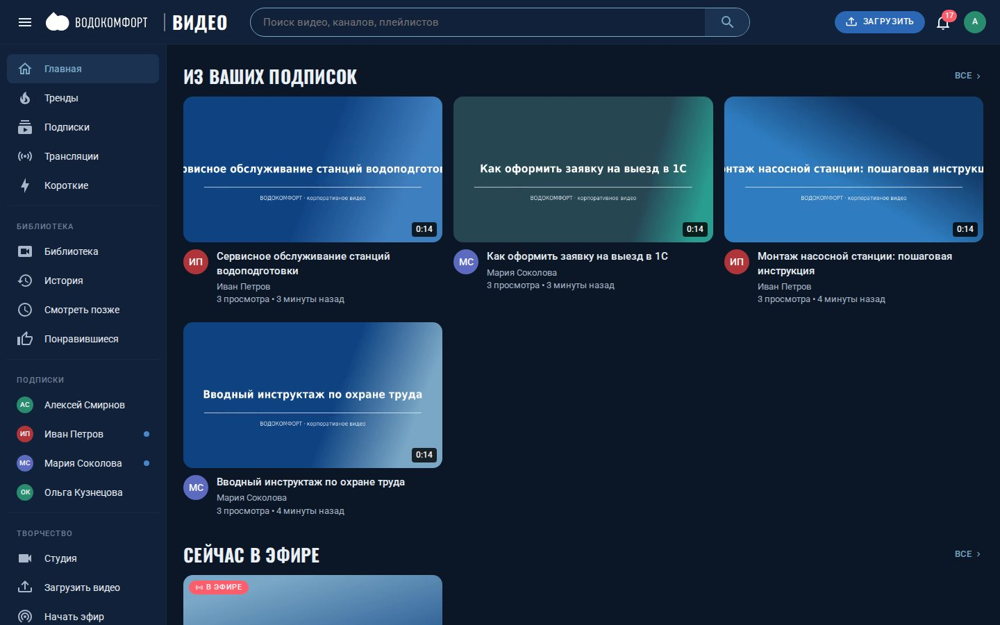 ВОДОКОМФОРТ
ВИДЕО
Поиск видео, каналов, плейлистов
ЗАГРУЗИТЬ
17
А
Главная
Тренды
Подписки
Трансляции
Короткие
БИБЛИОТЕКА
Библиотека
История
Смотреть позже
Понравившиеся
ПОДПИСКИ
АС Алексей Смирнов
ИП Иван Петров
МС Мария Соколова
ОК Ольга Кузнецова
ТВОРЧЕСТВО
Студия
Загрузить видео
Начать эфир
ИЗ ВАШИХ ПОДПИСОК
ВСЕ
рвисное обслуживание станций водоподготов
ВОДОКОМФОРТ · корпоративное видео
0:14
ИП
Сервисное обслуживание станций
водоподготовки
Иван Петров
3 просмотра • 3 минуты назад
Как оформить заявку на выезд в 1С
ВОДОКОМФОРТ · корпоративное видео
0:14
МС
Как оформить заявку на выезд в 1С
Мария Соколова
3 просмотра • 3 минуты назад
онтаж насосной станции: пошаговая инструкц
ВОДОКОМФОРТ · корпоративное видео
0:14
ИП
Монтаж насосной станции: пошаговая
инструкция
Иван Петров
3 просмотра • 4 минуты назад
Вводный инструктаж по охране труда
ВОДОКОМФОРТ · корпоративное видео
0:14
МС
Вводный инструктаж по охране труда
Мария Соколова
3 просмотра • 4 минуты назад
СЕЙЧАС В ЭФИРЕ
ВСЕ
В ЭФИРЕ